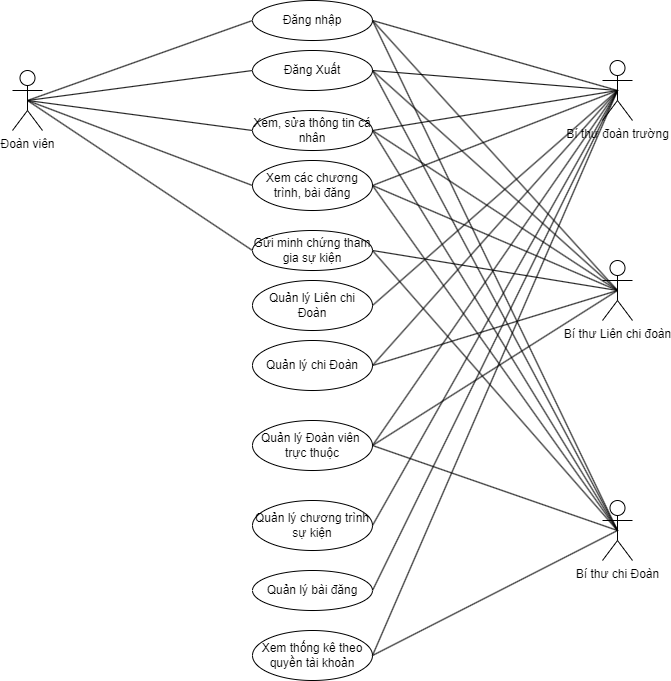 Đăng nhập
Đăng Xuất
Đoàn viên
Xem, sửa thông tin cá
nhân
Bí thư đoàn trường
Xem các chương
trình, bài đăng
Gửi minh chứng tham
gia sự kiện
Quản lý Liên chi
Đoàn
Bí thư Liên chi đoàn
Quản lý chi Đoàn
Quản lý Đoàn viên
trực thuộc
Quản lý chương trình
sự kiện
Bí thư chi Đoàn
Quản lý bài đăng
Xem thống kê theo
quyền tài khoản